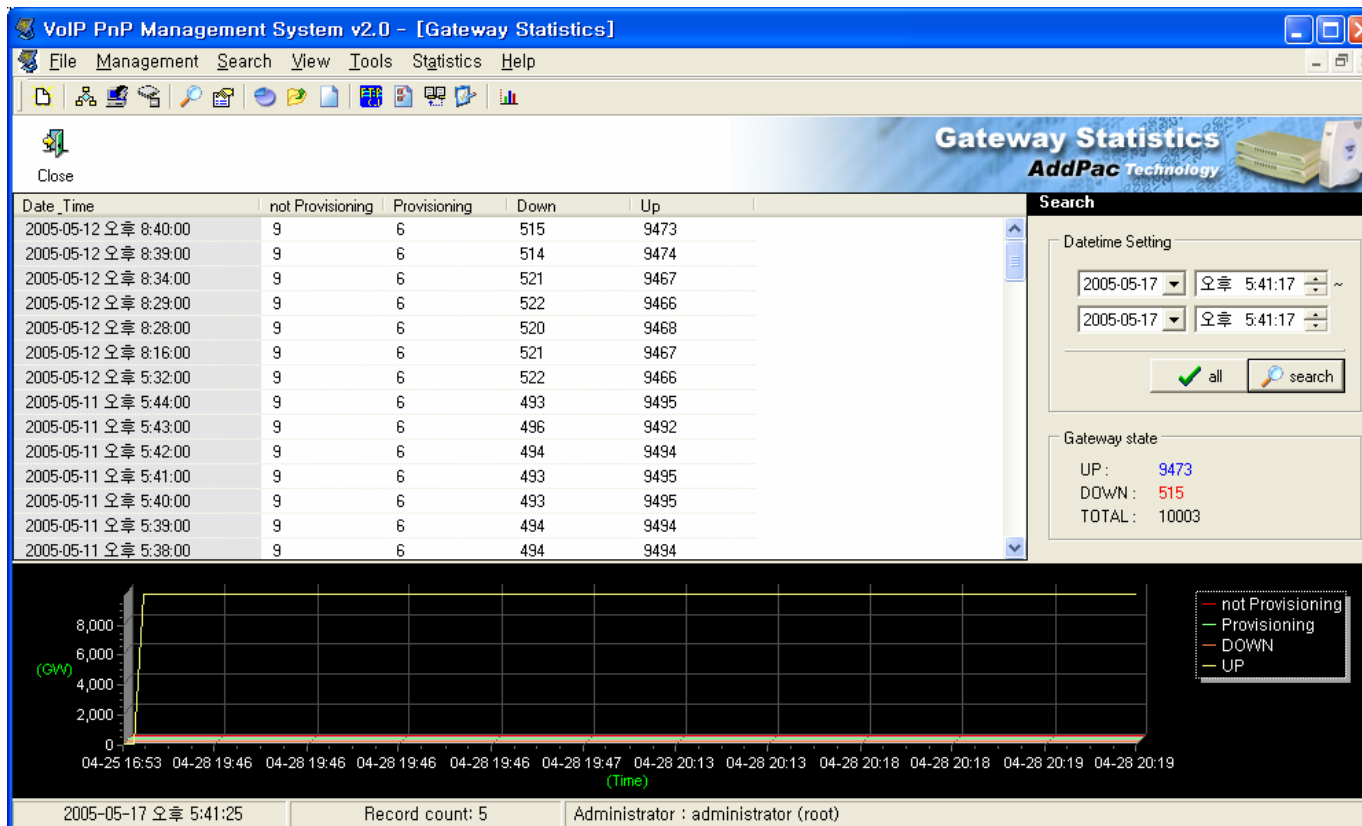 VoIP PnP Management System v2.0 - [Gateway Statistics]
File Management Search View Tools Statistics Help
Gateway Statistics
AddPac Technology
Close
Date_Time not Provisioning Provisioning Down Up
2005-05-12 오후 8:40:00 9 6 515 9473
2005-05-12 오후 8:39:00 9 6 514 9474
2005-05-12 오후 8:34:00 9 6 521 9467
2005-05-12 오후 8:29:00 9 6 522 9466
2005-05-12 오후 8:28:00 9 6 520 9468
2005-05-12 오후 8:16:00 9 6 521 9467
2005-05-12 오후 5:32:00 9 6 522 9466
2005-05-11 오후 5:44:00 9 6 493 9495
2005-05-11 오후 5:43:00 9 6 496 9492
2005-05-11 오후 5:42:00 9 6 494 9494
2005-05-11 오후 5:41:00 9 6 493 9495
2005-05-11 오후 5:40:00 9 6 493 9495
2005-05-11 오후 5:39:00 9 6 494 9494
2005-05-11 오후 5:38:00 9 6 494 9494
Search
Datetime Setting
2005-05-17 오후 5:41:17 ~
2005-05-17 오후 5:41:17
all search
Gateway state
UP : 9473
DOWN : 515
TOTAL : 10003
8,000
6,000
(GW)
4,000
2,000
0
04-25 16:53 04-28 19:46 04-28 19:46 04-28 19:46 04-28 19:46 04-28 19:47 04-28 20:13 04-28 20:13 04-28 20:18 04-28 20:18 04-28 20:19 04-28 20:19
(Time)
not Provisioning
Provisioning
DOWN
UP
2005-05-17 오후 5:41:25 Record count: 5 Administrator : administrator (root)